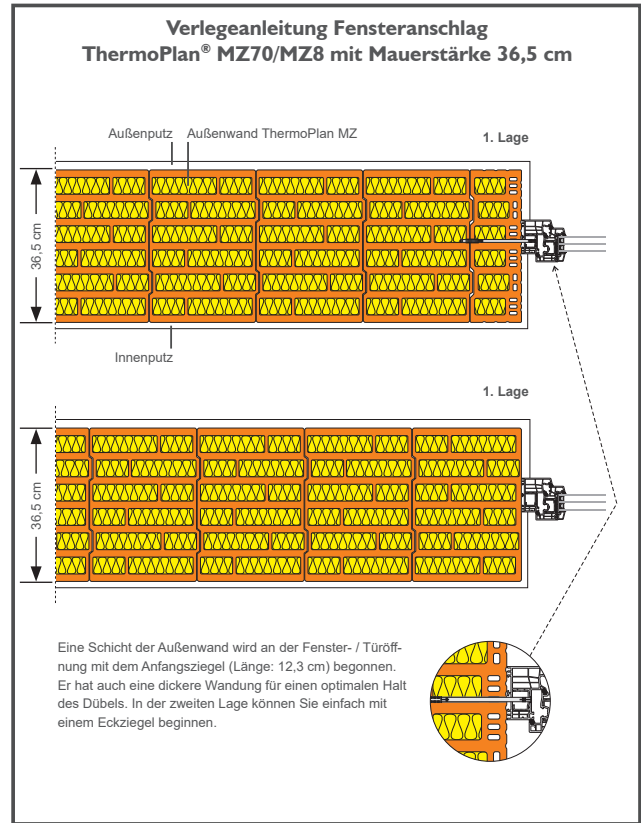 Verlegeanleitung Fensteranschlag
ThermoPlan® MZ70/MZ8 mit Mauerstärke 36,5 cm
Außenputz
Außenwand ThermoPlan MZ
1. Lage
36,5 cm
Innenputz
1. Lage
36,5 cm
Eine Schicht der Außenwand wird an der Fenster- / Türöff-
nung mit dem Anfangsziegel (Länge: 12,3 cm) begonnen.
Er hat auch eine dickere Wandung für einen optimalen Halt
des Dübels. In der zweiten Lage können Sie einfach mit
einem Eckziegel beginnen.